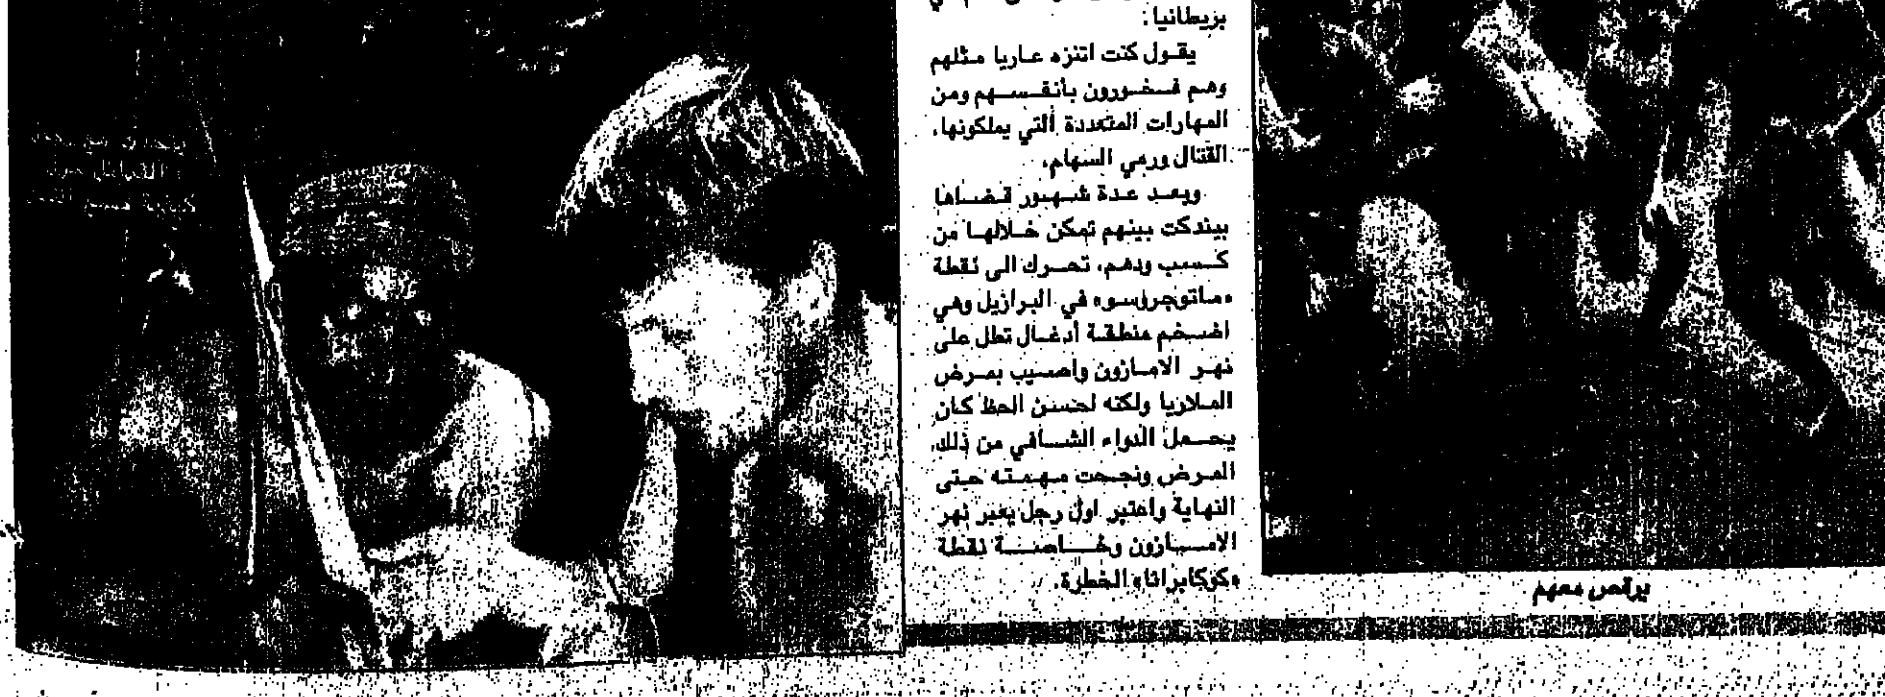 بريطانيا:
يقول كنت اتنزه عاريا مثلهم
وهم فخورون بأنفسهم ومن
المهارات المتعددة التي يملكونها،
القتال ورمي السهام.
وبعد عدة شهور قضاها
بيندكت بينهم تمكن خلالها من
كسب ودهم، تحرك الى نقطة
«ماتوجروسو» في البرازيل وهي
اضخم منطقة أدغال تطل على
نهر الامازون واصيب بمرض
الملاريا ولكنه لحسن الحظ كان
يحمل الدواء الشافي من ذلك
المرض ونجحت مهمته حتى
النهاية واعتبر اول رجل يعبر نهر
الامازون وخاصة نقطة
«كوكابرانا» الخطرة.
يرقص معهم